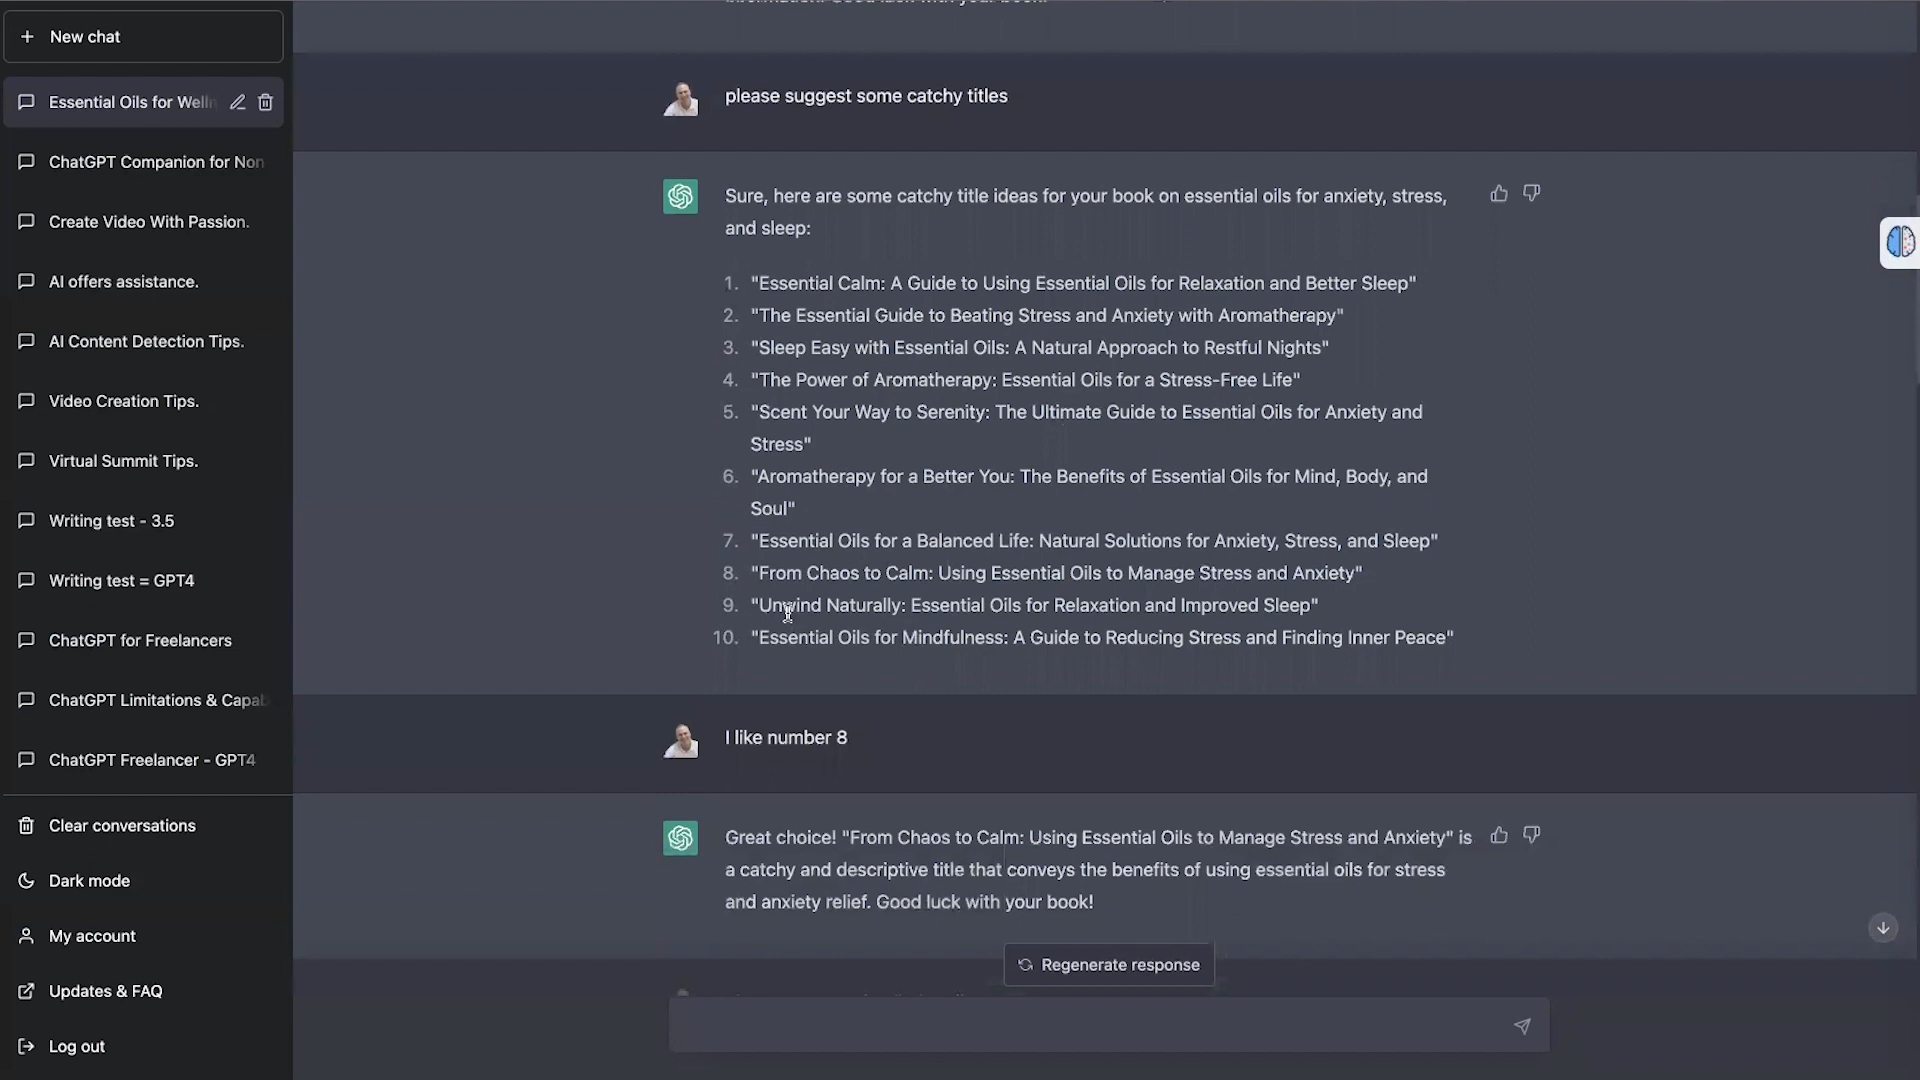 New chat
Essential Oils for Welln
ChatGPT Companion for Non
Create Video With Passion.
AI offers assistance.
AI Content Detection Tips.
Video Creation Tips.
Virtual Summit Tips.
Writing test - 3.5
Writing test = GPT4
ChatGPT for Freelancers
ChatGPT Limitations & Capab
ChatGPT Freelancer - GPT4
Clear conversations
Dark mode
My account
Updates & FAQ
Log out
please suggest some catchy titles
Sure, here are some catchy title ideas for your book on essential oils for anxiety, stress,
and sleep:
1. "Essential Calm: A Guide to Using Essential Oils for Relaxation and Better Sleep"
2. "The Essential Guide to Beating Stress and Anxiety with Aromatherapy"
3. "Sleep Easy with Essential Oils: A Natural Approach to Restful Nights"
4. "The Power of Aromatherapy: Essential Oils for a Stress-Free Life"
5. "Scent Your Way to Serenity: The Ultimate Guide to Essential Oils for Anxiety and
Stress"
6. "Aromatherapy for a Better You: The Benefits of Essential Oils for Mind, Body, and
Soul"
7. "Essential Oils for a Balanced Life: Natural Solutions for Anxiety, Stress, and Sleep"
8. "From Chaos to Calm: Using Essential Oils to Manage Stress and Anxiety"
9. "Unwind Naturally: Essential Oils for Relaxation and Improved Sleep"
10. "Essential Oils for Mindfulness: A Guide to Reducing Stress and Finding Inner Peace"
I like number 8
Great choice! "From Chaos to Calm: Using Essential Oils to Manage Stress and Anxiety" is
a catchy and descriptive title that conveys the benefits of using essential oils for stress
and anxiety relief. Good luck with your book!
Regenerate response